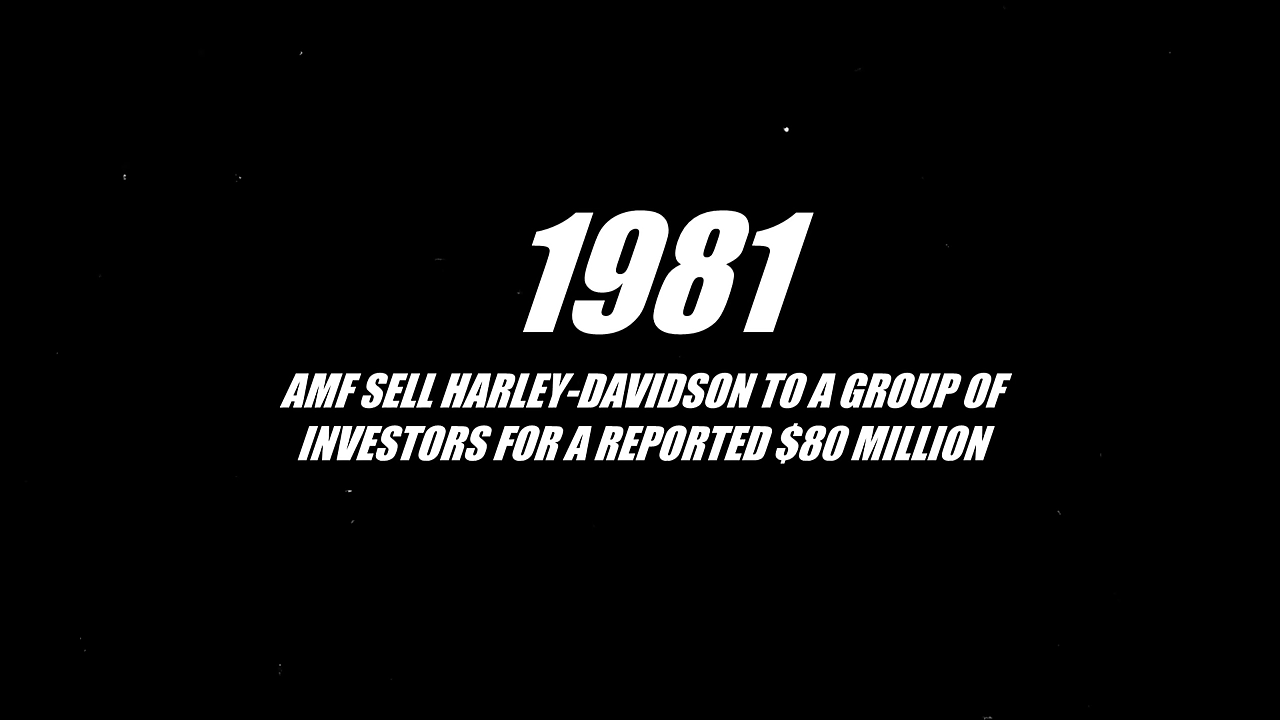 1981
AMF SELL HARLEY-DAVIDSON TO A GROUP OF
INVESTORS FOR A REPORTED $80 MILLION